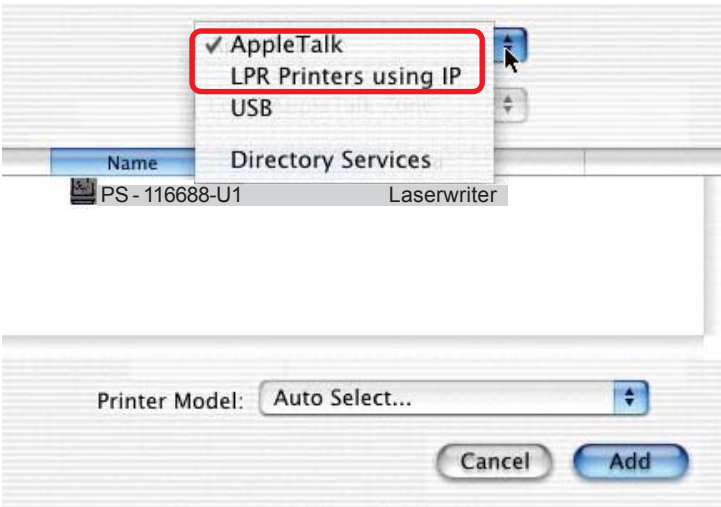 ✓ AppleTalk
LPR Printers using IP
USB
Directory Services
Name
PS - 116688-U1 Laserwriter
Printer Model: Auto Select...
Cancel Add